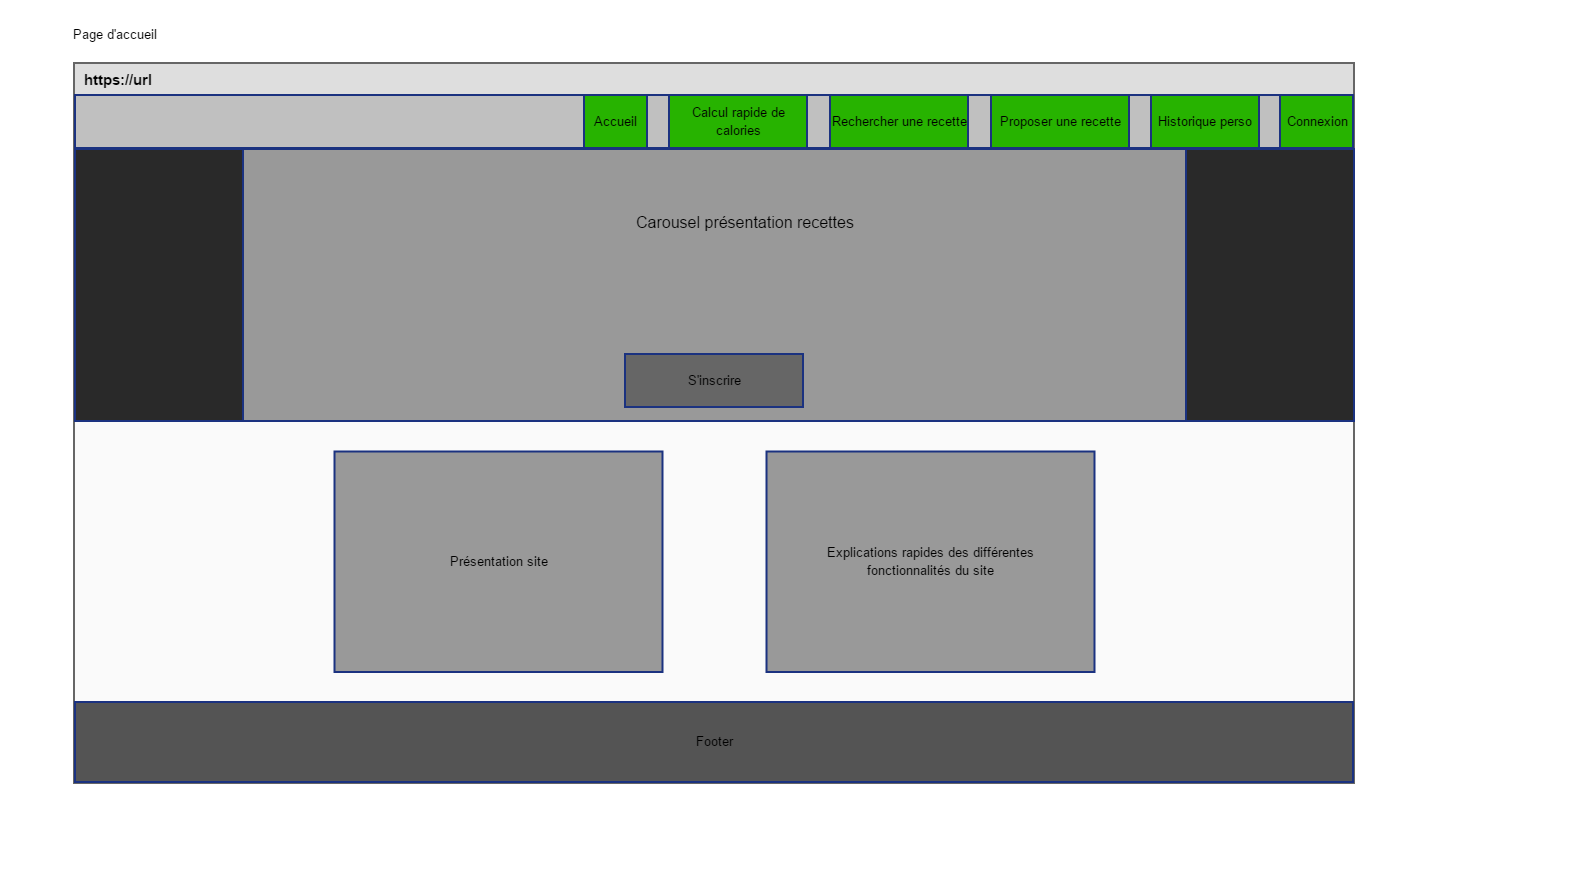 Page d'accueil
https://url
Accueil
Calcul rapide de
calories
Rechercher une recette
Proposer une recette
Historique perso
Connexion
Carousel présentation recettes
S'inscrire
Présentation site
Explications rapides des différentes
fonctionnalités du site
Footer